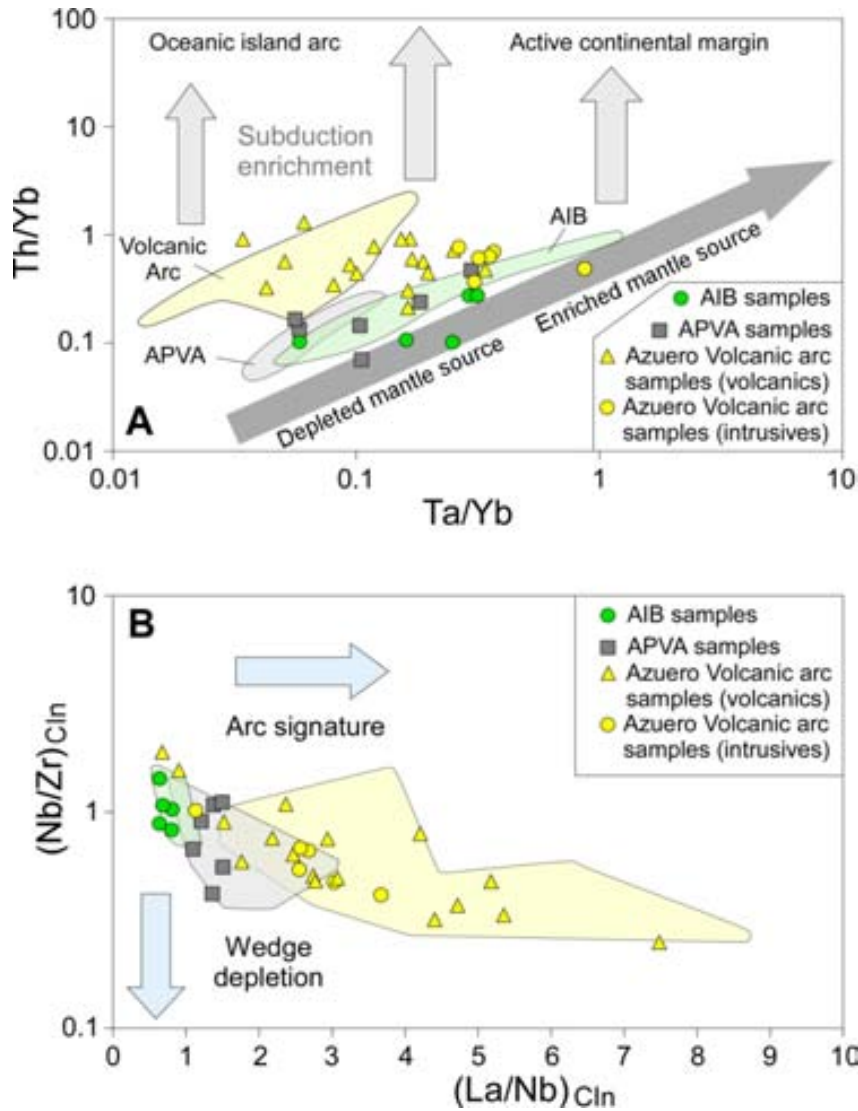 100
Oceanic island arc
Active continental margin
10
Subduction
enrichment
Th/Yb
1
Volcanic
Arc
AIB
0.1
APVA
Enriched mantle source
Depleted mantle source
AIB samples
APVA samples
Azuero Volcanic arc
samples (volcanics)
Azuero Volcanic arc
samples (intrusives)
A
0.01
0.01
0.1
1
10
Ta/Yb
10
B
AIB samples
APVA samples
Azuero Volcanic arc
samples (volcanics)
Azuero Volcanic arc
samples (intrusives)
Arc signature
(Nb/Zr)Cln
1
Wedge
depletion
0.1
0 1 2 3 4 5 6 7 8 9 10
(La/Nb)Cln